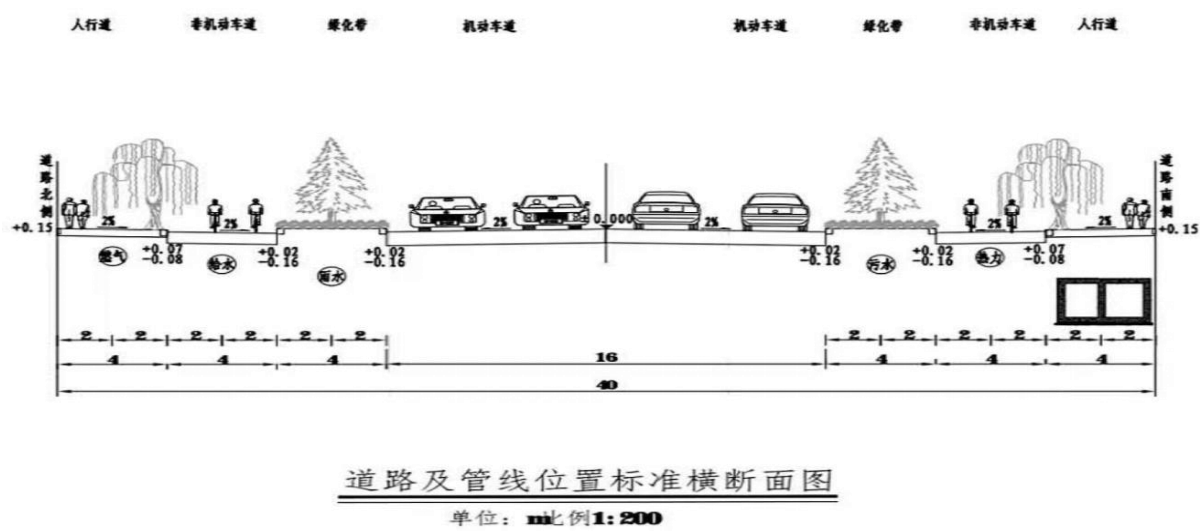 人行道 非机动车道 绿化带 机动车道 机动车道 绿化带 非机动车道 人行道
道路北侧
道路南侧
2% 2% 2% ±0.000 2% 2% 2%
+0.15 +0.15
+0.07 +0.02 +0.02 +0.02 +0.02 +0.07
-0.08 -0.16 -0.16 -0.16 -0.16 -0.08
燃气 给水 雨水 污水 热力
2 2 2 2 2 2 2 2 2 2 2 2
4 4 4 16 4 4 4
40
道路及管线位置标准横断面图
单位：m比例1:200